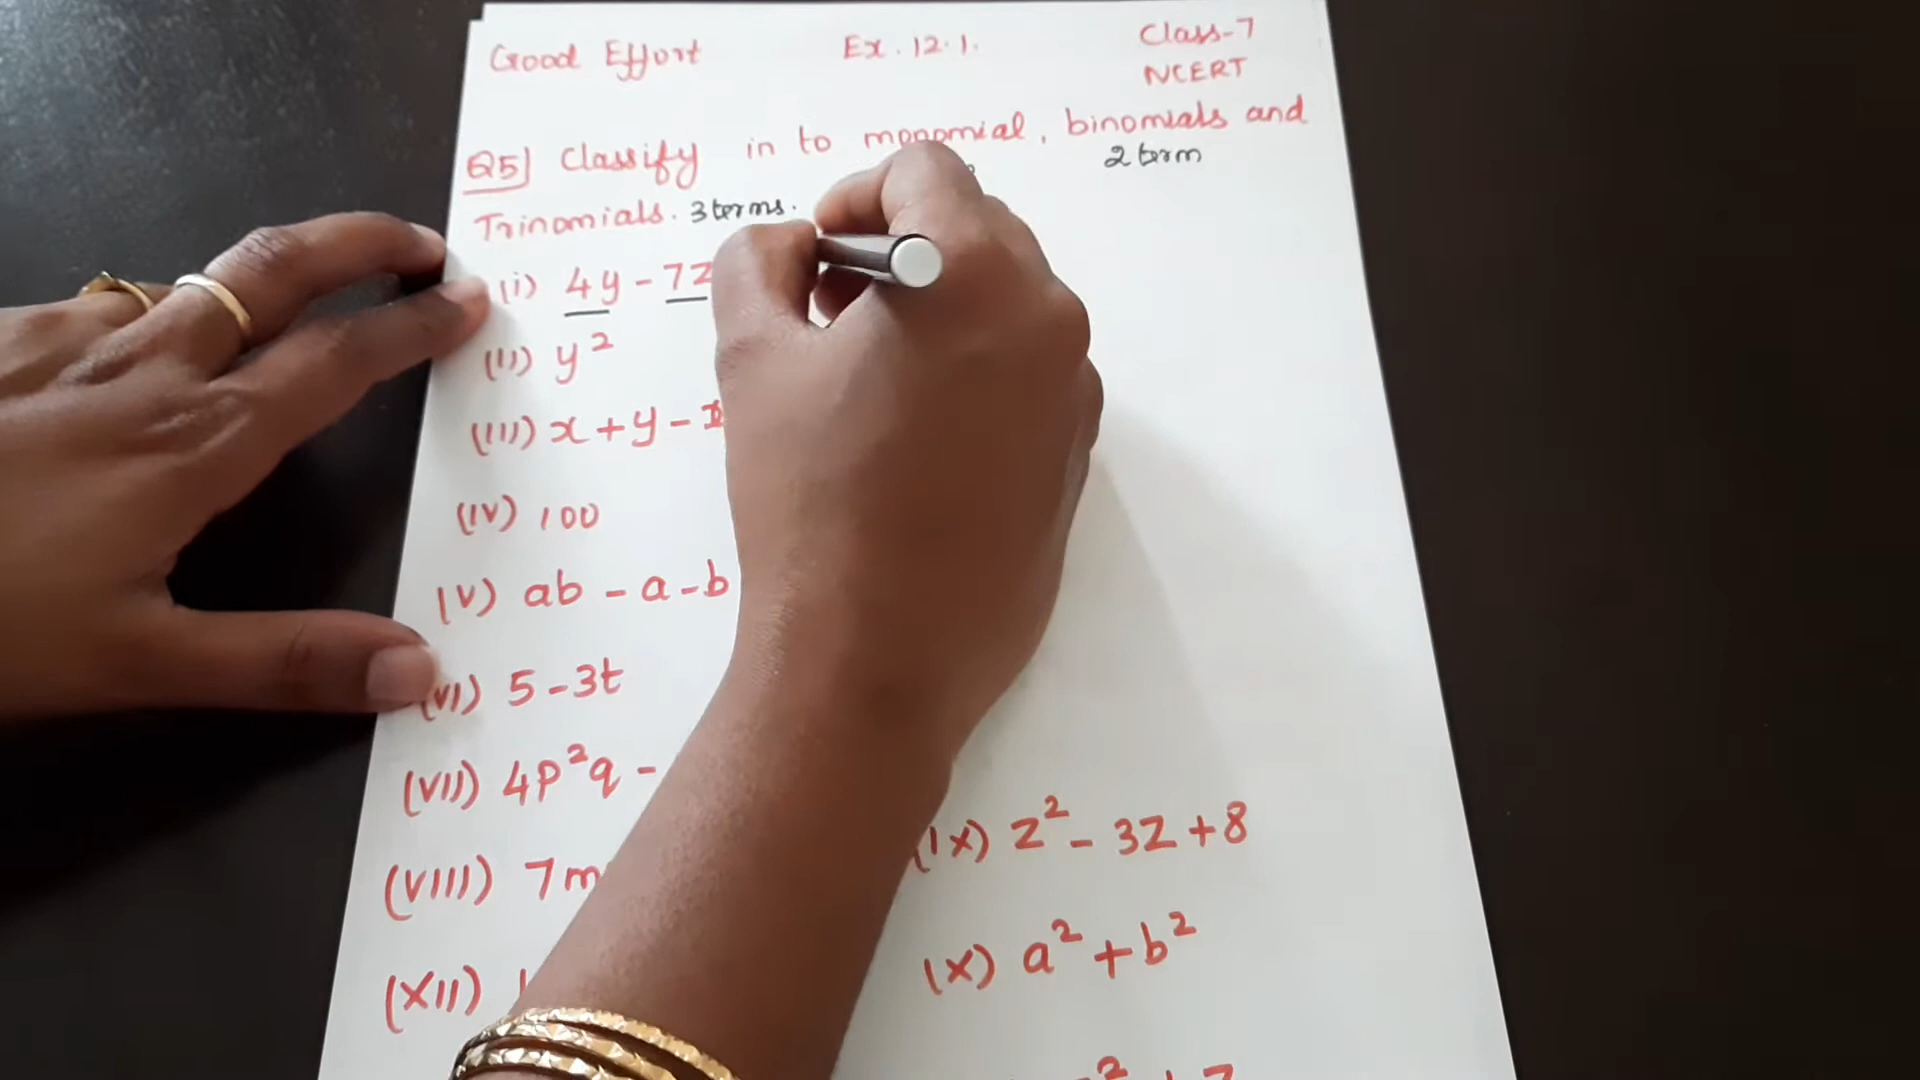 Good Effort Ex. 12.1. Class-7
NCERT
Q5] Classify in to monomial, binomials and
2 term
Trinomials. 3 terms.
(i) 4y - 7z
(ii) y²
(iii) x + y -
(iv) 100
(v) ab - a - b
(vi) 5 - 3t
(vii) 4p²q -
(viii) 7m
(ix) z² - 3z + 8
(xii)
(x) a² + b²
² + z